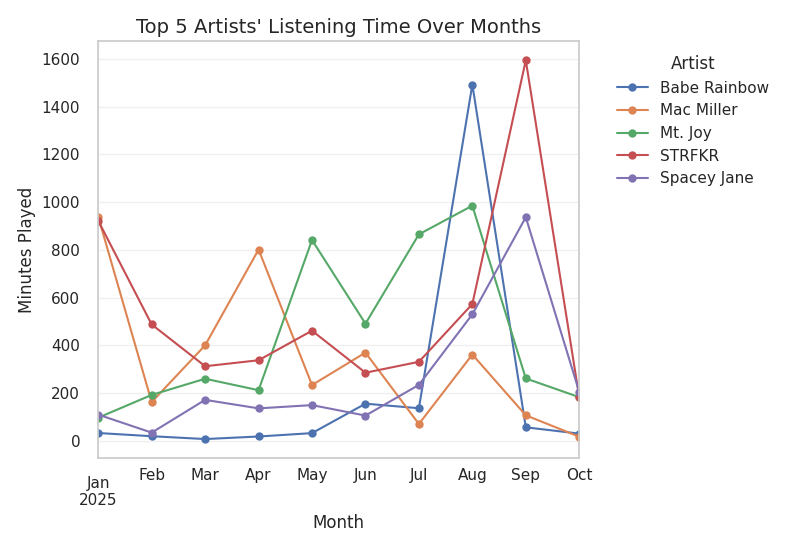 Top 5 Artists' Listening Time Over Months
Minutes Played
1600
1400
1200
1000
800
600
400
200
0
Jan
2025
Feb
Mar
Apr
May
Jun
Jul
Aug
Sep
Oct
Month
Artist
Babe Rainbow
Mac Miller
Mt. Joy
STRFKR
Spacey Jane